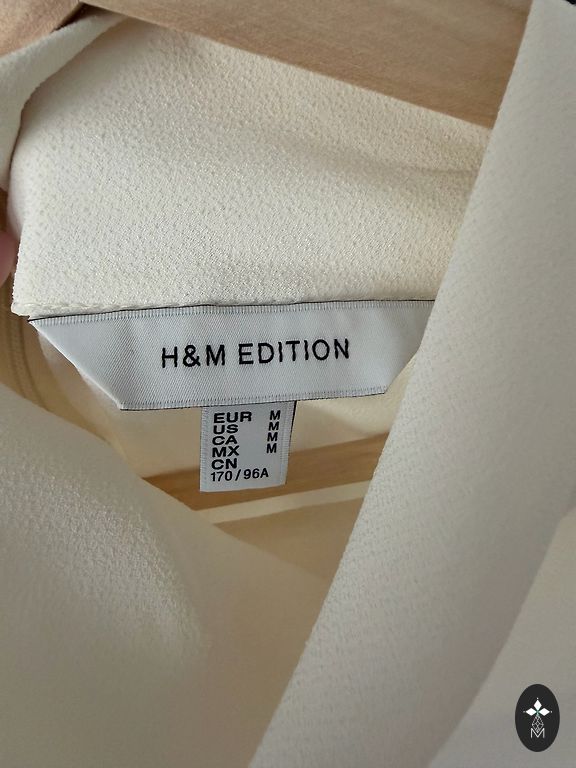 H&M EDITION
EUR M
US M
CA M
MX M
CN
170/96A
M